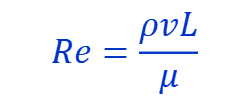 Re = ρvL / μ